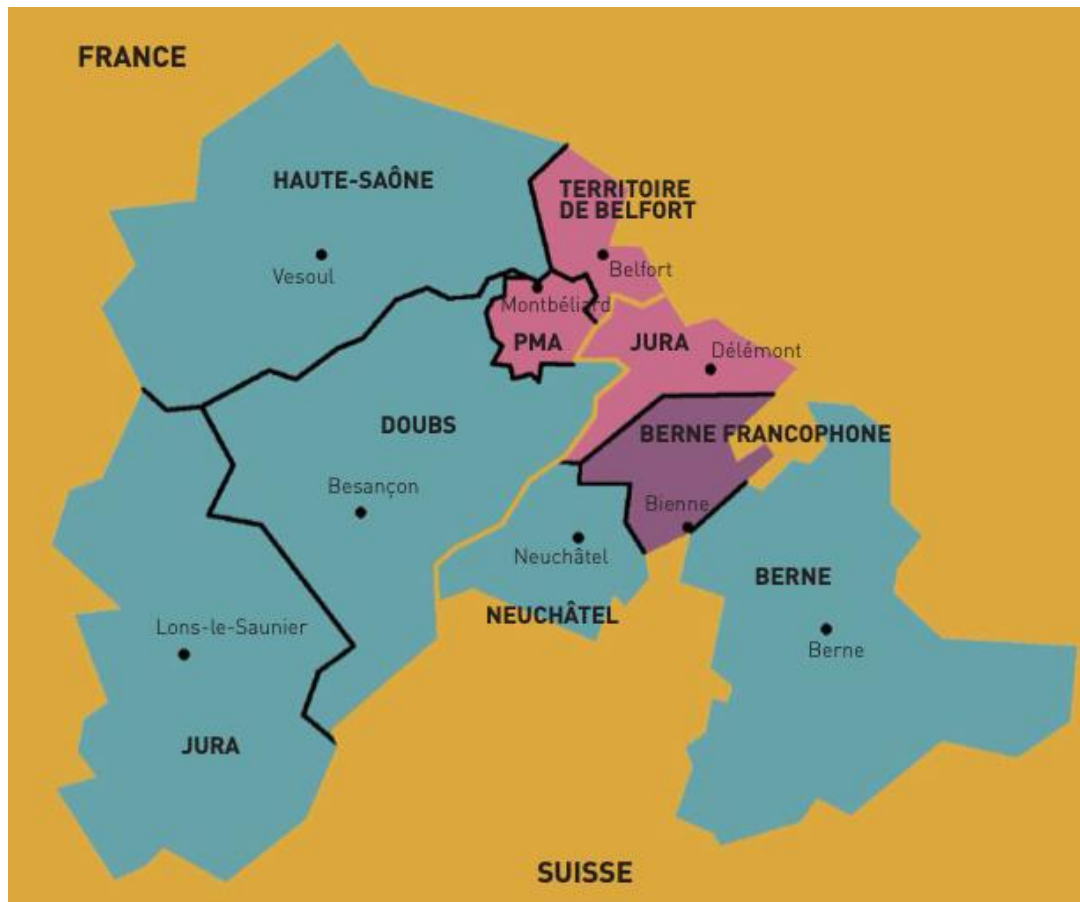 FRANCE
HAUTE-SAÔNE
TERRITOIRE
DE BELFORT
Vesoul
Belfort
Montbéliard
PMA
JURA
Délémont
DOUBS
BERNE FRANCOPHONE
Besançon
Bienne
Neuchâtel
BERNE
NEUCHÂTEL
Lons-le-Saunier
Berne
JURA
SUISSE